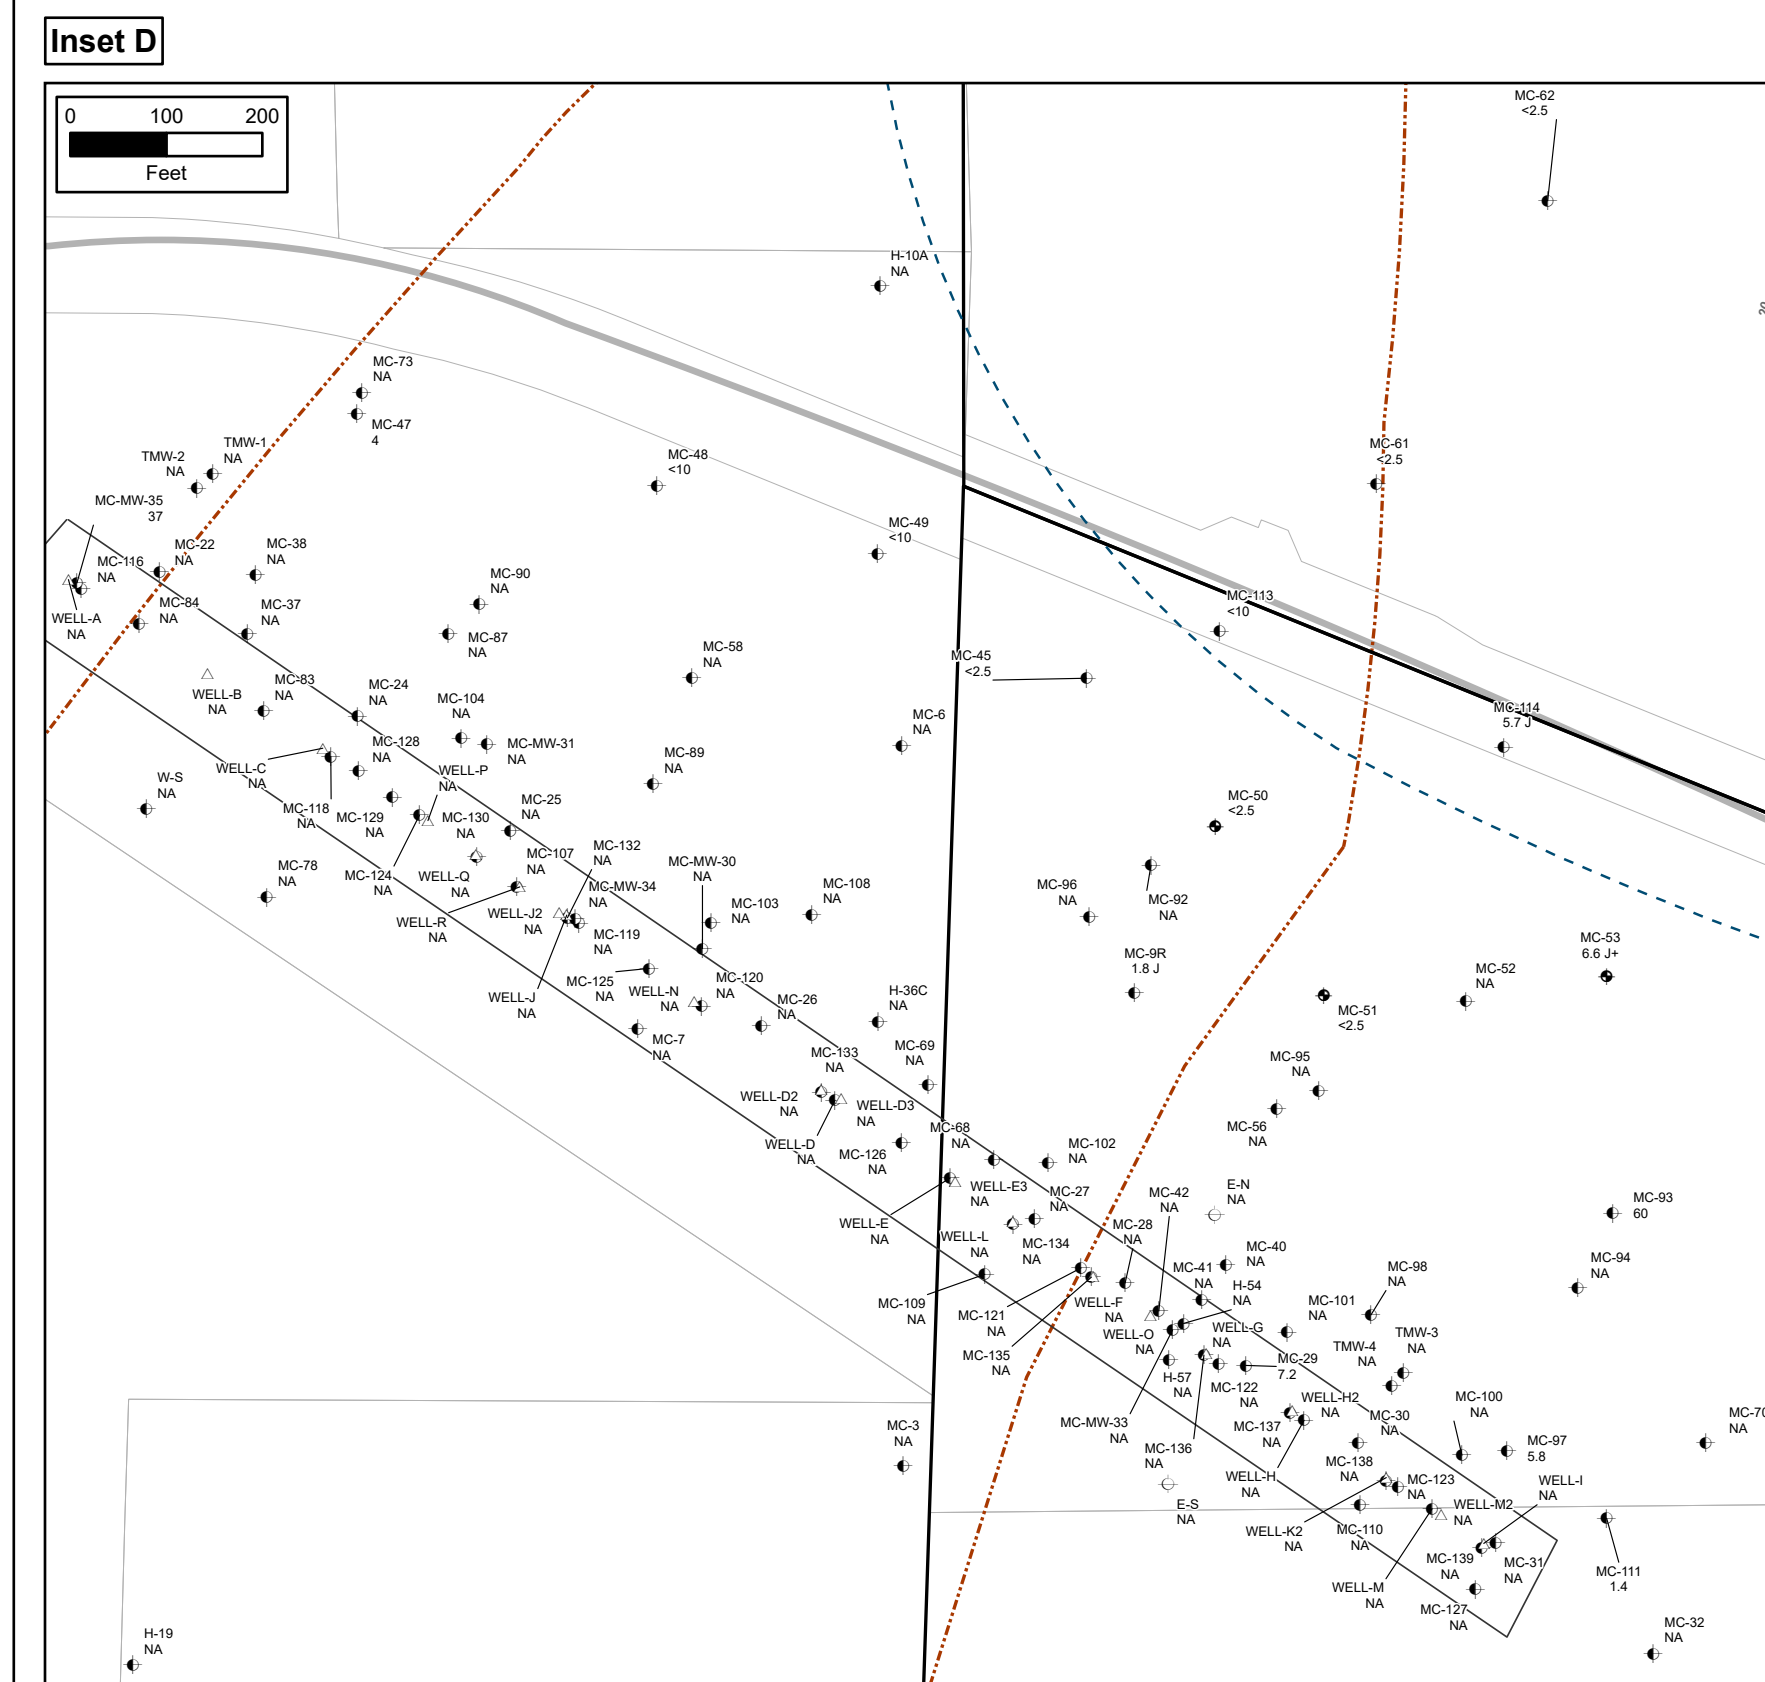 Inset D
0 100 200
Feet
MC-62
<2.5
H-10A
NA
MC-73
NA
MC-47
4
TMW-1
NA
TMW-2
NA
MC-48
<10
MC-61
<2.5
MC-MW-35
37
MC-49
<10
MC-22
NA
MC-38
NA
MC-116
NA
MC-90
NA
MC-84
NA
MC-37
NA
MC-113
<10
WELL-A
NA
MC-87
NA
MC-58
NA
MC-45
<2.5
MC-83
NA
WELL-B
NA
MC-24
NA
MC-104
NA
MC-6
NA
MC-114
5.7 J
MC-128
NA
MC-MW-31
NA
MC-89
NA
WELL-C
NA
WELL-P
NA
W-S
NA
MC-118
NA
MC-129
NA
MC-130
NA
MC-25
NA
MC-50
<2.5
MC-132
NA
MC-107
NA
MC-MW-30
NA
MC-78
NA
MC-124
NA
WELL-Q
NA
MC-MW-34
NA
MC-108
NA
MC-96
NA
MC-92
NA
WELL-R
NA
WELL-J2
NA
MC-103
NA
MC-119
NA
MC-53
6.6 J+
MC-9R
1.8 J
MC-52
NA
MC-125
NA
WELL-N
NA
MC-120
NA
WELL-J
NA
MC-26
NA
H-36C
NA
MC-51
<2.5
MC-7
NA
MC-133
NA
MC-69
NA
MC-95
NA
WELL-D2
NA
WELL-D3
NA
MC-56
NA
MC-68
NA
WELL-D
NA
MC-126
NA
MC-102
NA
WELL-E3
NA
MC-27
NA
MC-42
NA
E-N
NA
MC-93
60
WELL-E
NA
WELL-L
NA
MC-134
NA
MC-28
NA
MC-40
NA
MC-41
NA
MC-98
NA
MC-94
NA
H-54
NA
MC-109
NA
MC-121
NA
WELL-F
NA
MC-101
NA
WELL-O
NA
WELL-G
NA
TMW-3
NA
TMW-4
NA
MC-135
NA
H-57
NA
MC-122
NA
MC-29
7.2
WELL-H2
NA
MC-100
NA
MC-3
NA
MC-MW-33
NA
MC-137
NA
MC-30
NA
MC-70
NA
MC-136
NA
MC-97
5.8
WELL-H
NA
MC-138
NA
MC-123
NA
WELL-I
NA
E-S
NA
WELL-M2
NA
WELL-K2
NA
MC-110
NA
MC-139
NA
MC-31
NA
MC-111
1.4
WELL-M
NA
MC-127
NA
MC-32
NA
H-19
NA